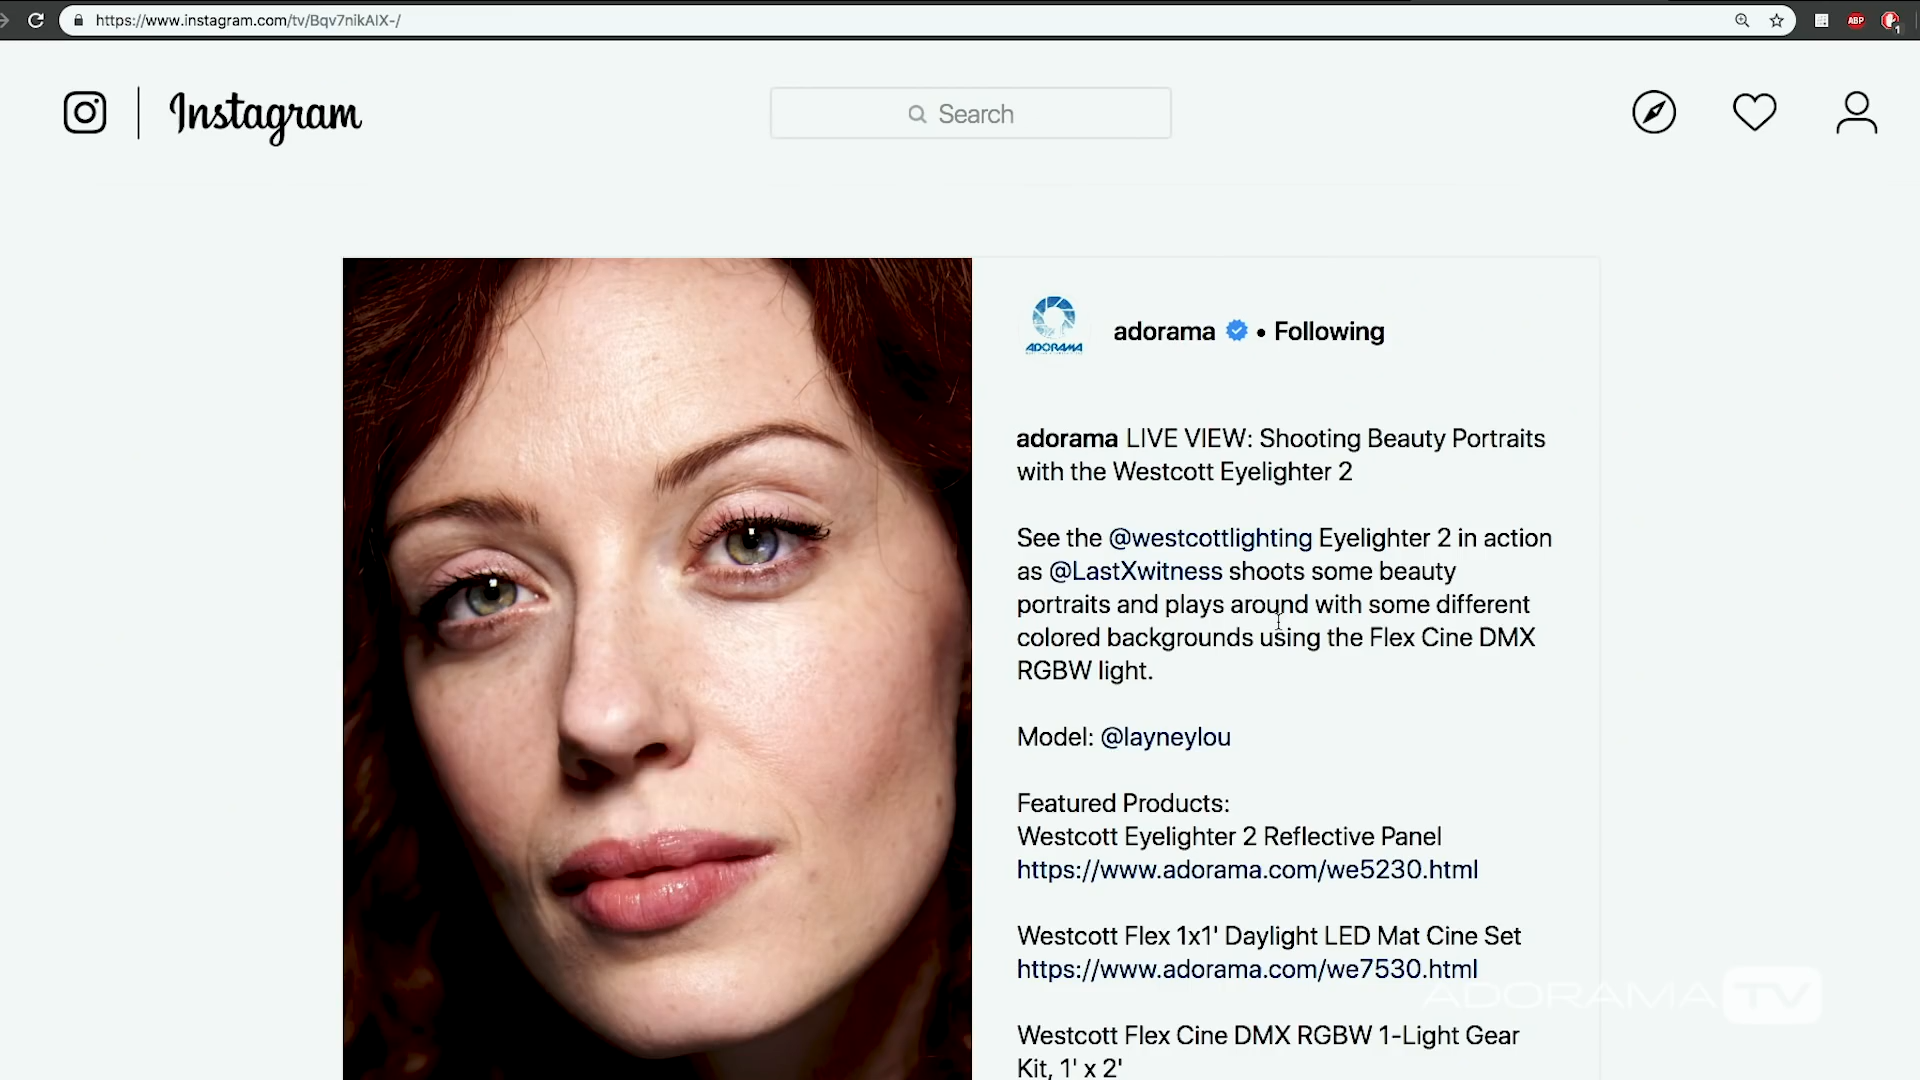 https://www.instagram.com/tv/Bqv7nikAIX-/
ABP
1
Instagram
Search
ADORAMA
adorama • Following
adorama LIVE VIEW: Shooting Beauty Portraits
with the Westcott Eyelighter 2
See the @westcottlighting Eyelighter 2 in action
as @LastXwitness shoots some beauty
portraits and plays around with some different
colored backgrounds using the Flex Cine DMX
RGBW light.
Model: @layneylou
Featured Products:
Westcott Eyelighter 2 Reflective Panel
https://www.adorama.com/we5230.html
Westcott Flex 1x1' Daylight LED Mat Cine Set
https://www.adorama.com/we7530.html
ADORAMA TV
Westcott Flex Cine DMX RGBW 1-Light Gear
Kit, 1' x 2'